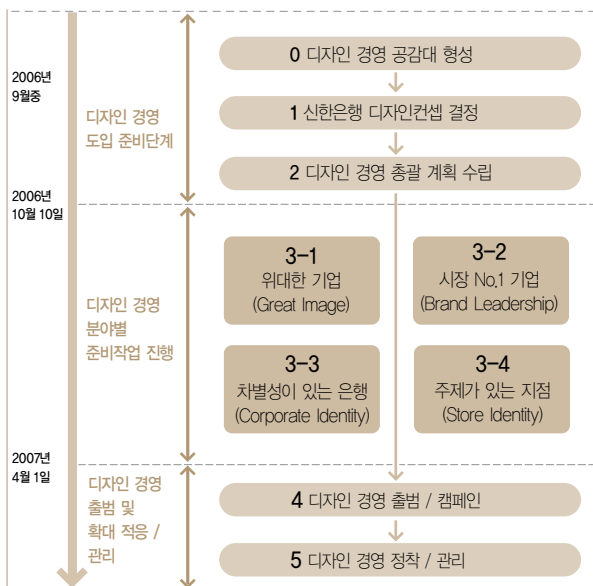 2006년
9월중
디자인 경영
도입 준비단계
0 디자인 경영 공감대 형성
1 신한은행 디자인컨셉 결정
2 디자인 경영 총괄 계획 수립
2006년
10월 10일
디자인 경영
분야별
준비작업 진행
3-1
위대한 기업
(Great Image)
3-2
시장 No.1 기업
(Brand Leadership)
3-3
차별성이 있는 은행
(Corporate Identity)
3-4
주제가 있는 지점
(Store Identity)
2007년
4월 1일
디자인 경영
출범 및
확대 적응 /
관리
4 디자인 경영 출범 / 캠페인
5 디자인 경영 정착 / 관리